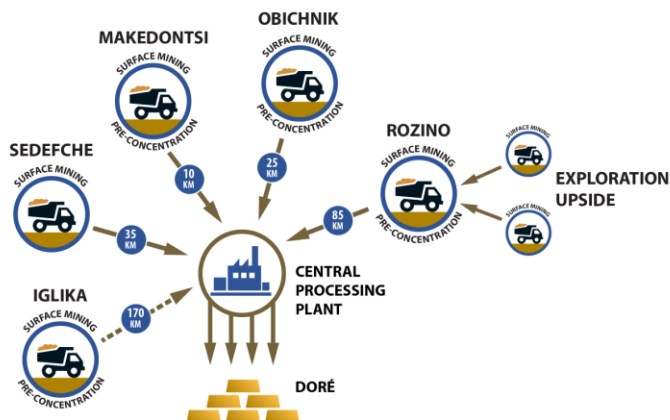 OBICHNIK
SURFACE MINING
PRE-CONCENTRATION
25
KM
MAKEDONTSI
SURFACE MINING
PRE-CONCENTRATION
10
KM
SEDEFCHE
SURFACE MINING
35
KM
IGLIKA
SURFACE MINING
PRE-CONCENTRATION
170
KM
ROZINO
SURFACE MINING
PRE-CONCENTRATION
85
KM
SURFACE MINING
SURFACE MINING
EXPLORATION
UPSIDE
CENTRAL
PROCESSING
PLANT
DORÉ